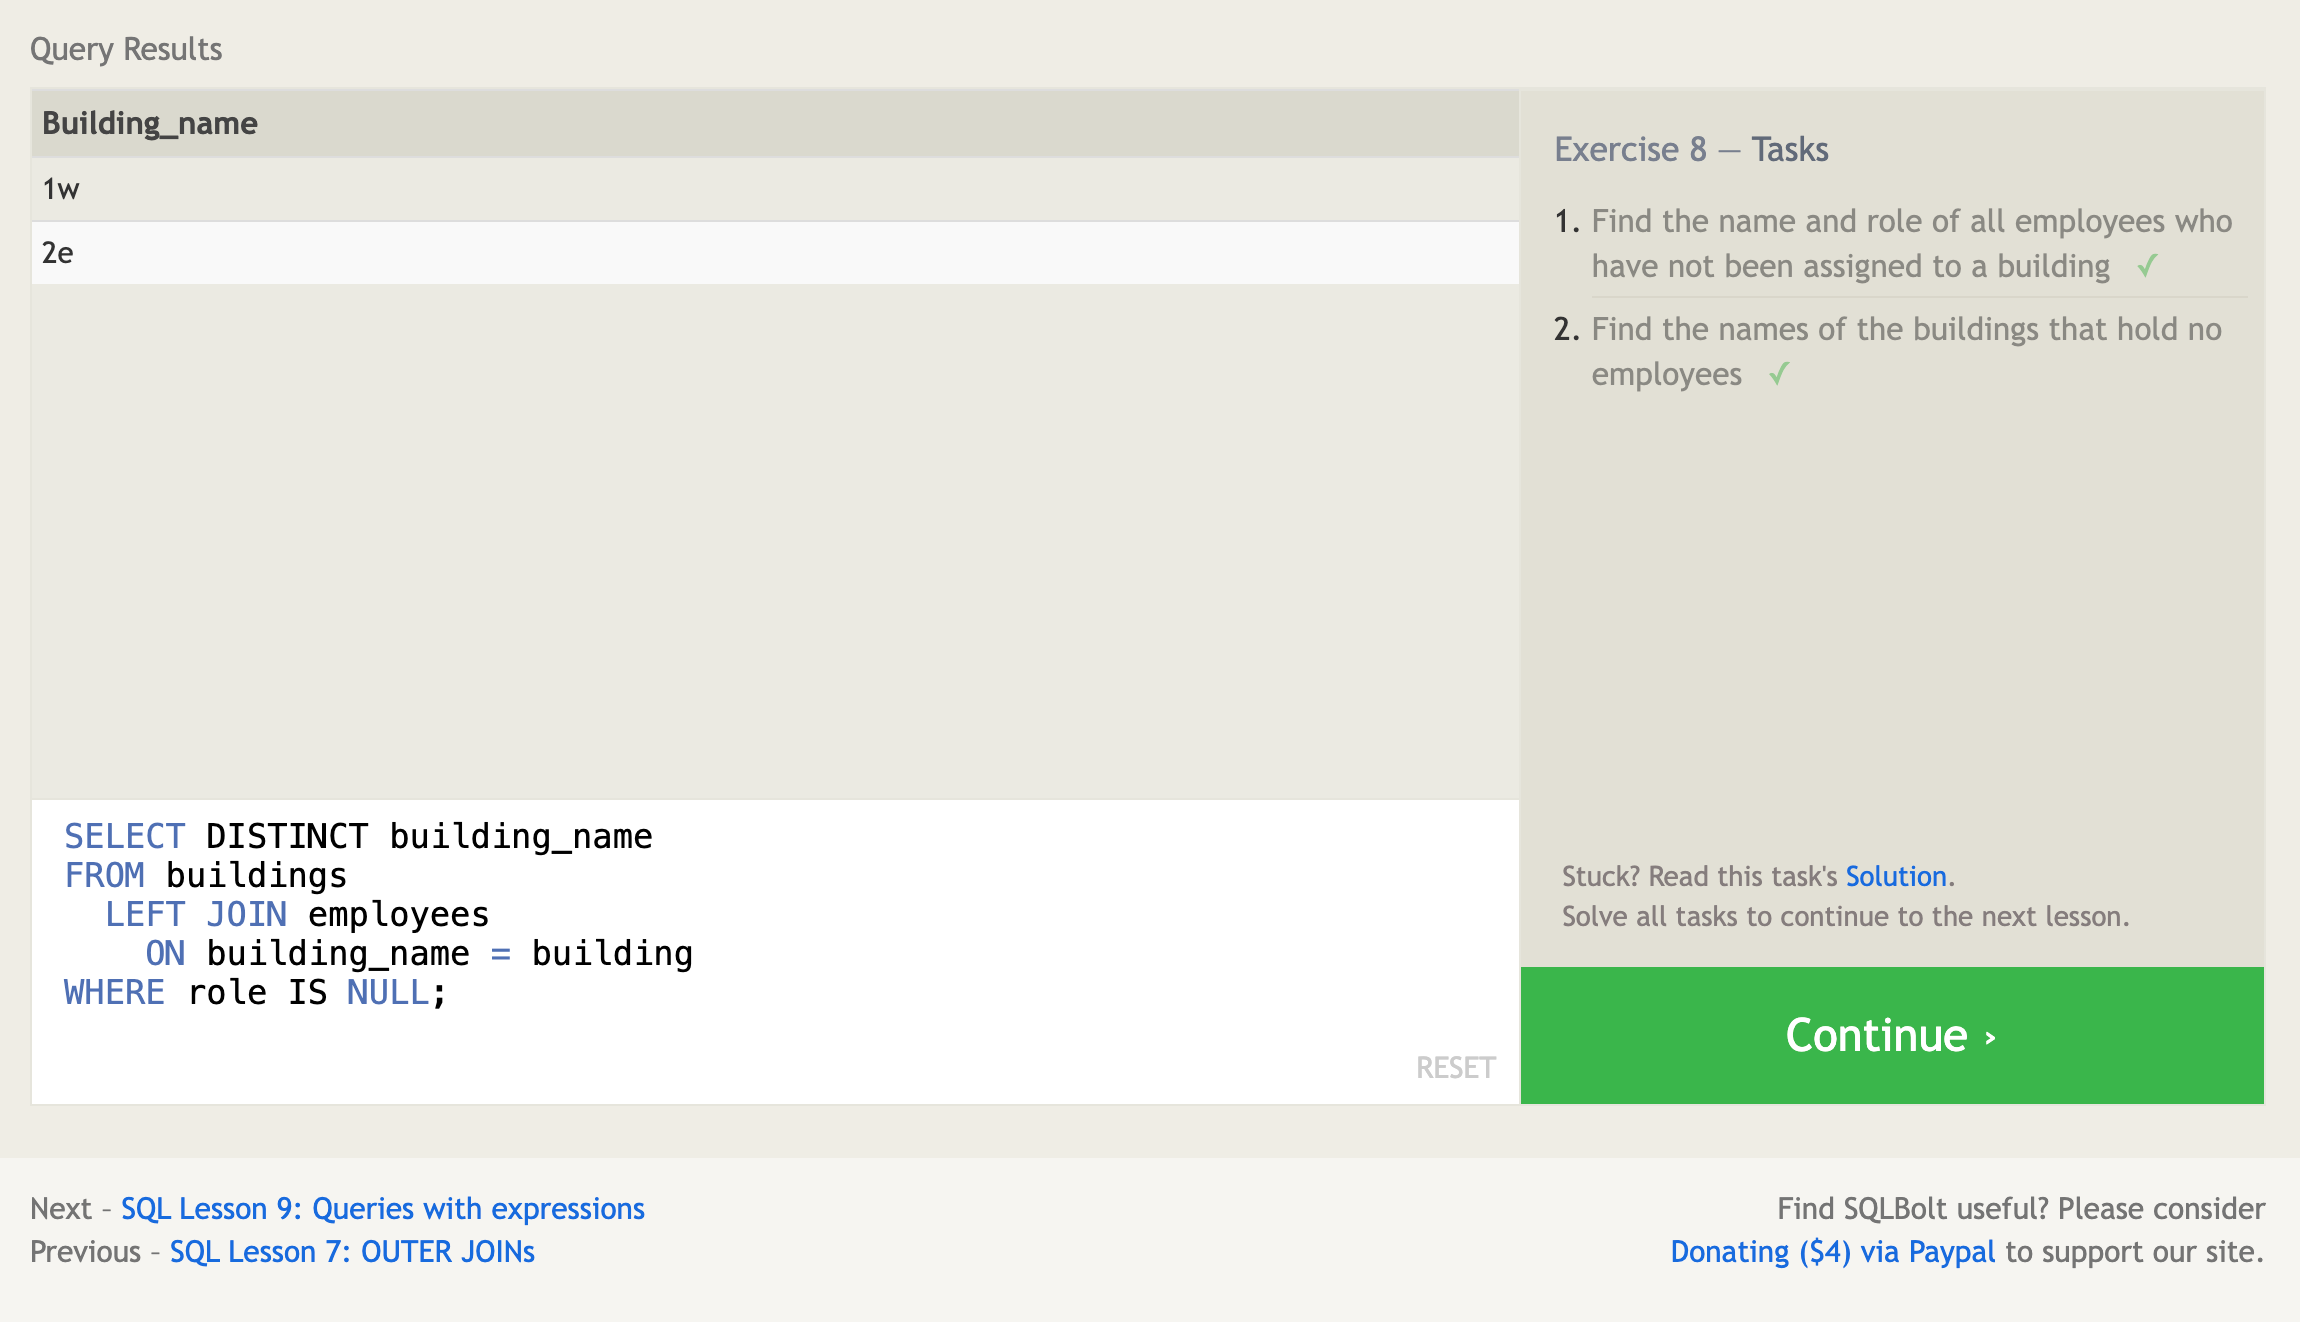 Query Results
Building_name
1w
2e
SELECT DISTINCT building_name
FROM buildings
  LEFT JOIN employees
    ON building_name = building
WHERE role IS NULL;
RESET
Exercise 8 — Tasks
1. Find the name and role of all employees who
have not been assigned to a building ✓
2. Find the names of the buildings that hold no
employees ✓
Stuck? Read this task's Solution.
Solve all tasks to continue to the next lesson.
Continue ›
Next – SQL Lesson 9: Queries with expressions
Previous – SQL Lesson 7: OUTER JOINs
Find SQLBolt useful? Please consider
Donating ($4) via Paypal to support our site.